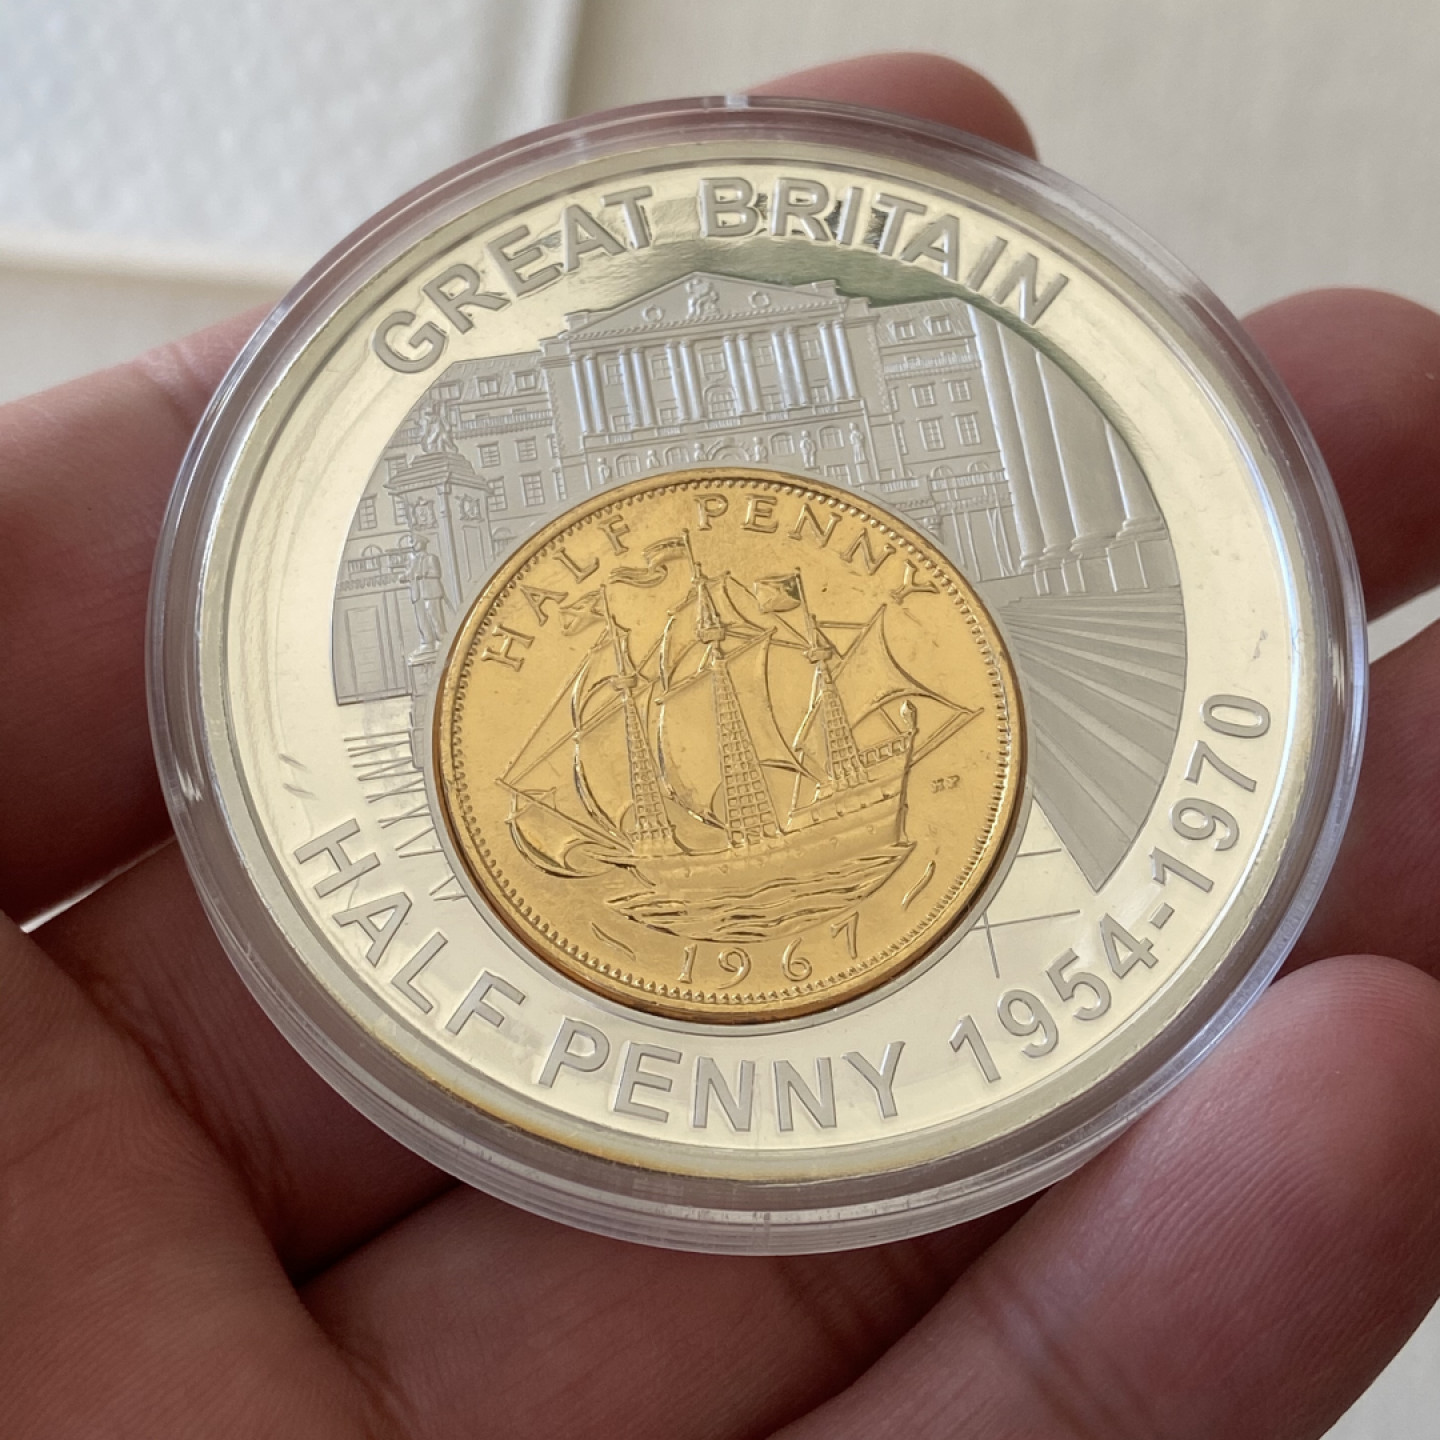 GREAT BRITAIN
HALF PENNY
1967
HALF PENNY 1954-1970